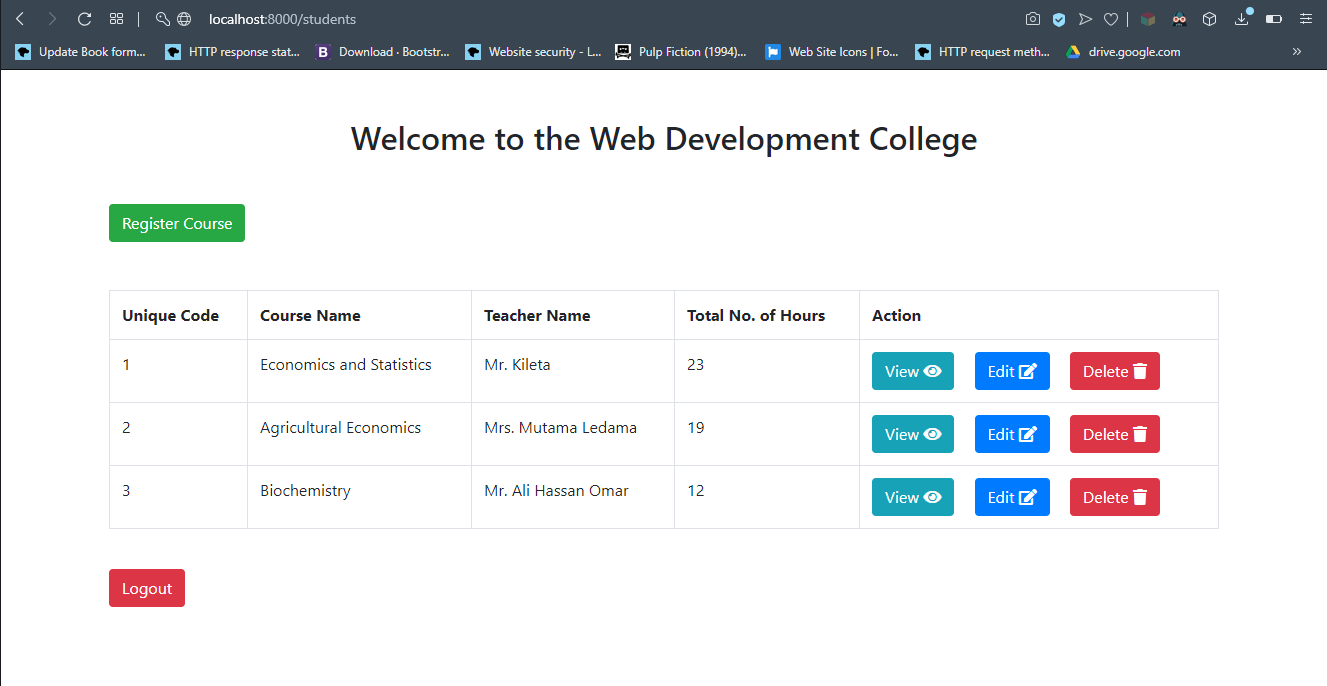 localhost:8000/students
Update Book form... HTTP response stat... B Download · Bootstr... Website security - L... Pulp Fiction (1994)... Web Site Icons | Fo... HTTP request meth... drive.google.com »
Welcome to the Web Development College
Register Course
Unique Code Course Name Teacher Name Total No. of Hours Action
1 Economics and Statistics Mr. Kileta 23 View Edit Delete
2 Agricultural Economics Mrs. Mutama Ledama 19 View Edit Delete
3 Biochemistry Mr. Ali Hassan Omar 12 View Edit Delete
Logout